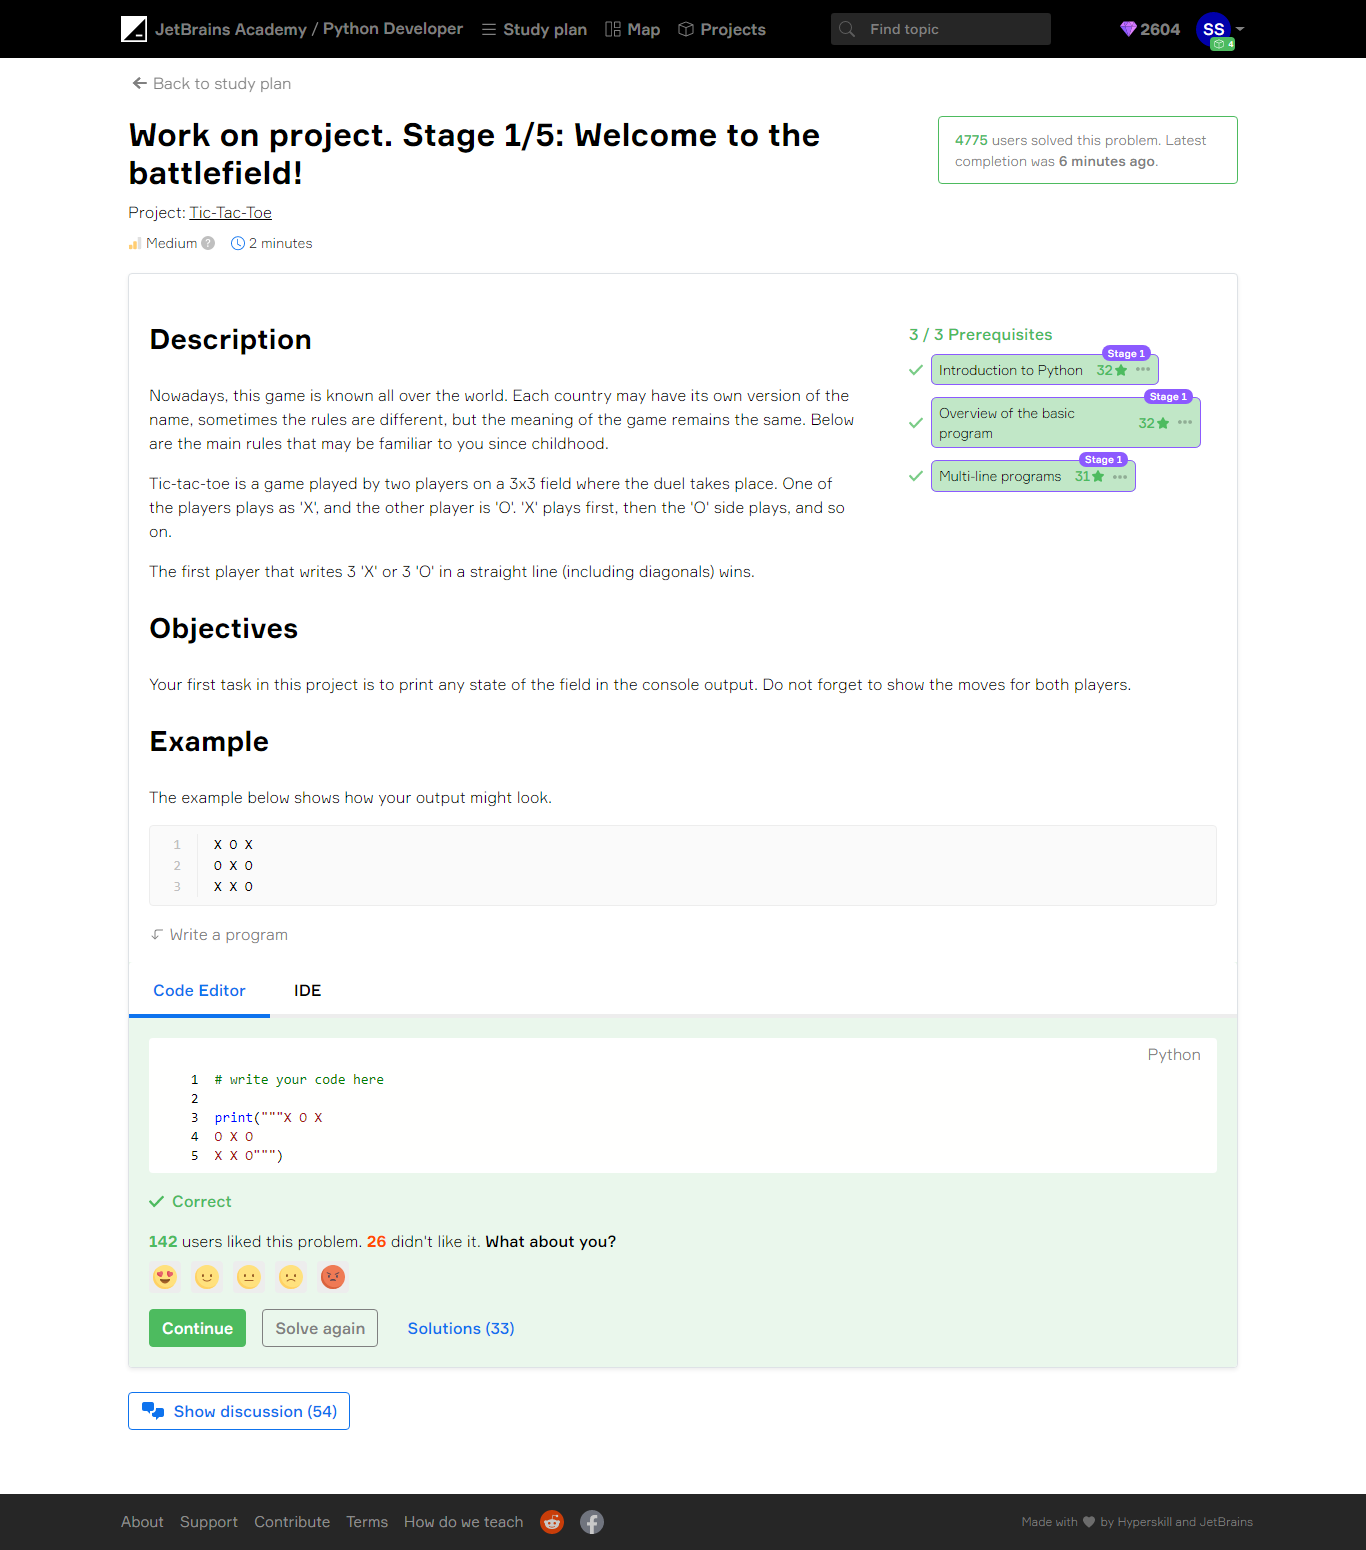 JetBrains Academy / Python Developer Study plan Map Projects Find topic 2604 SS 4
Back to study plan
Work on project. Stage 1/5: Welcome to the
battlefield!
4775 users solved this problem. Latest
completion was 6 minutes ago.
Project: Tic-Tac-Toe
Medium ? 2 minutes
Description
Nowadays, this game is known all over the world. Each country may have its own version of the
name, sometimes the rules are different, but the meaning of the game remains the same. Below
are the main rules that may be familiar to you since childhood.
Tic-tac-toe is a game played by two players on a 3x3 field where the duel takes place. One of
the players plays as 'X', and the other player is 'O'. 'X' plays first, then the 'O' side plays, and so
on.
The first player that writes 3 'X' or 3 'O' in a straight line (including diagonals) wins.
3 / 3 Prerequisites
Stage 1
Introduction to Python 32
Stage 1
Overview of the basic
program 32
Stage 1
Multi-line programs 31
Objectives
Your first task in this project is to print any state of the field in the console output. Do not forget to show the moves for both players.
Example
The example below shows how your output might look.
1 X O X
2 O X O
3 X X O
Write a program
Code Editor IDE
Python
1 # write your code here
2
3 print("""X O X
4 O X O
5 X X O""")
Correct
142 users liked this problem. 26 didn't like it. What about you?
Continue Solve again Solutions (33)
Show discussion (54)
About Support Contribute Terms How do we teach Made with by Hyperskill and JetBrains